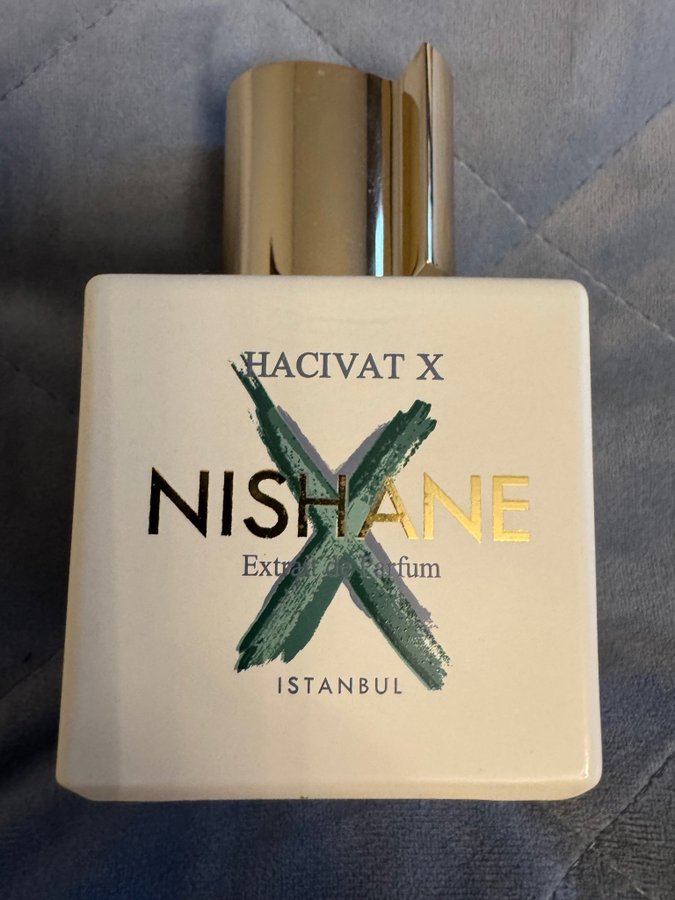 HACIVAT X
NISHANE
Extrait de Parfum
ISTANBUL